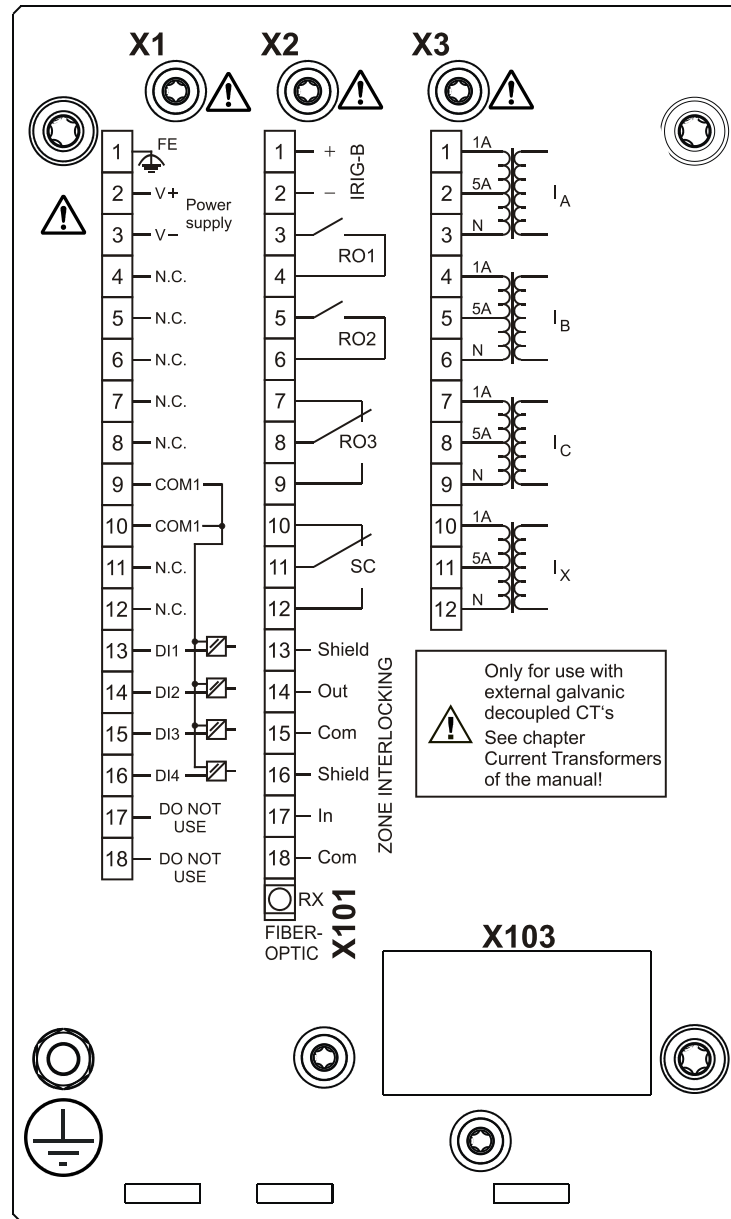 X1
X2
X3
1 FE
2 V+
Power
supply
3 V−
4 N.C.
5 N.C.
6 N.C.
7 N.C.
8 N.C.
9 COM1
10 COM1
11 N.C.
12 N.C.
13 DI1
14 DI2
15 DI3
16 DI4
17 DO NOT
USE
18 DO NOT
USE
1 +
2 −
IRIG-B
3
RO1
4
5
RO2
6
7
8 RO3
9
10
11 SC
12
13 Shield
14 Out
15 Com
16 Shield
17 In
18 Com
ZONE INTERLOCKING
RX
FIBER-
OPTIC
X101
1 1A
2 5A IA
3 N
4 1A
5 5A IB
6 N
7 1A
8 5A IC
9 N
10 1A
11 5A IX
12 N
Only for use with
external galvanic
decoupled CT‘s
See chapter
Current Transformers
of the manual!
X103